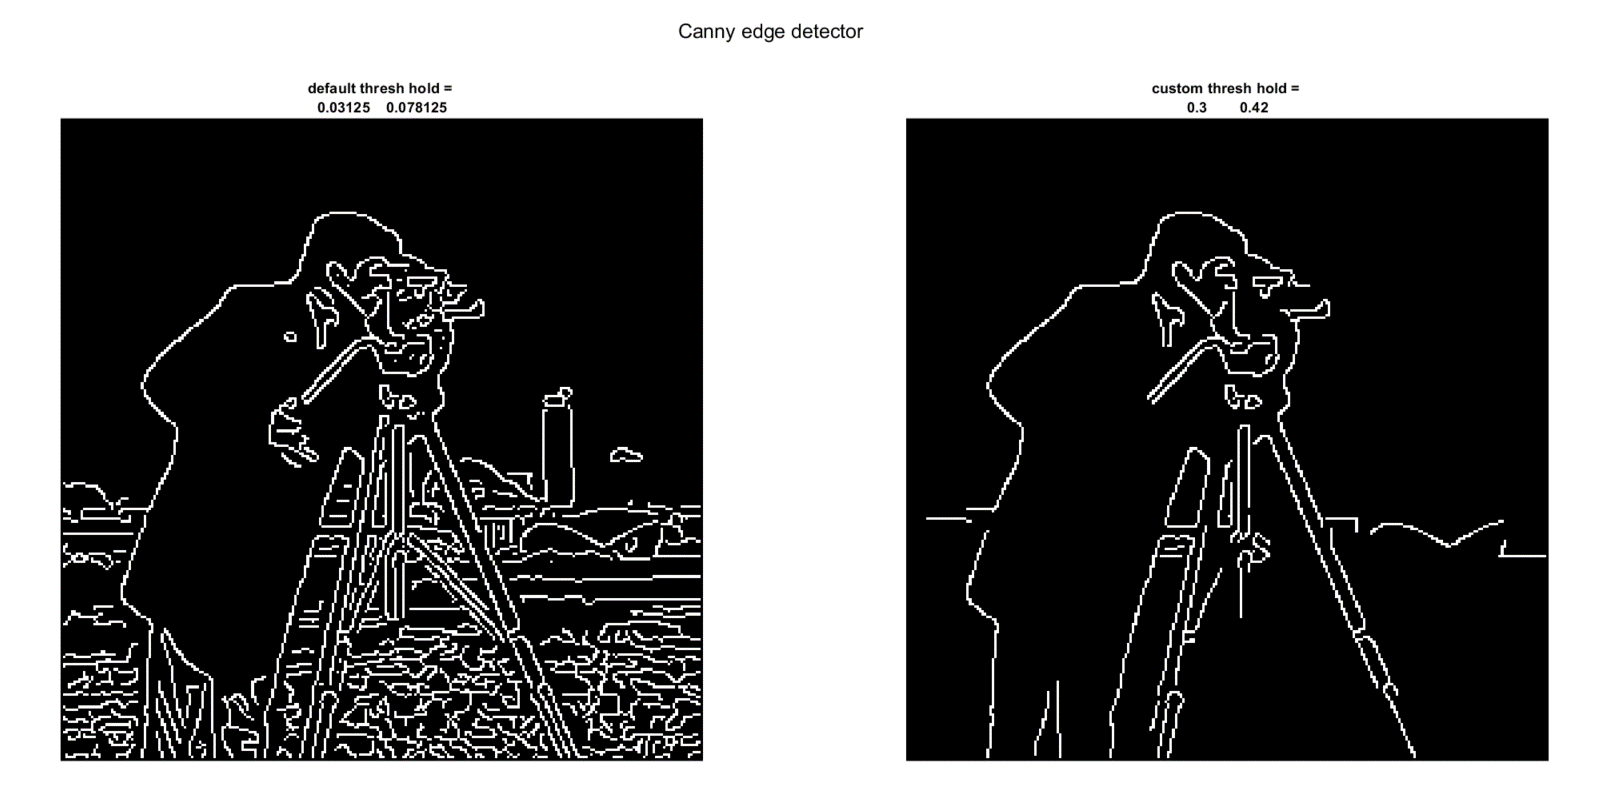 Canny edge detector
default thresh hold =
0.03125 0.078125
custom thresh hold =
0.3 0.42